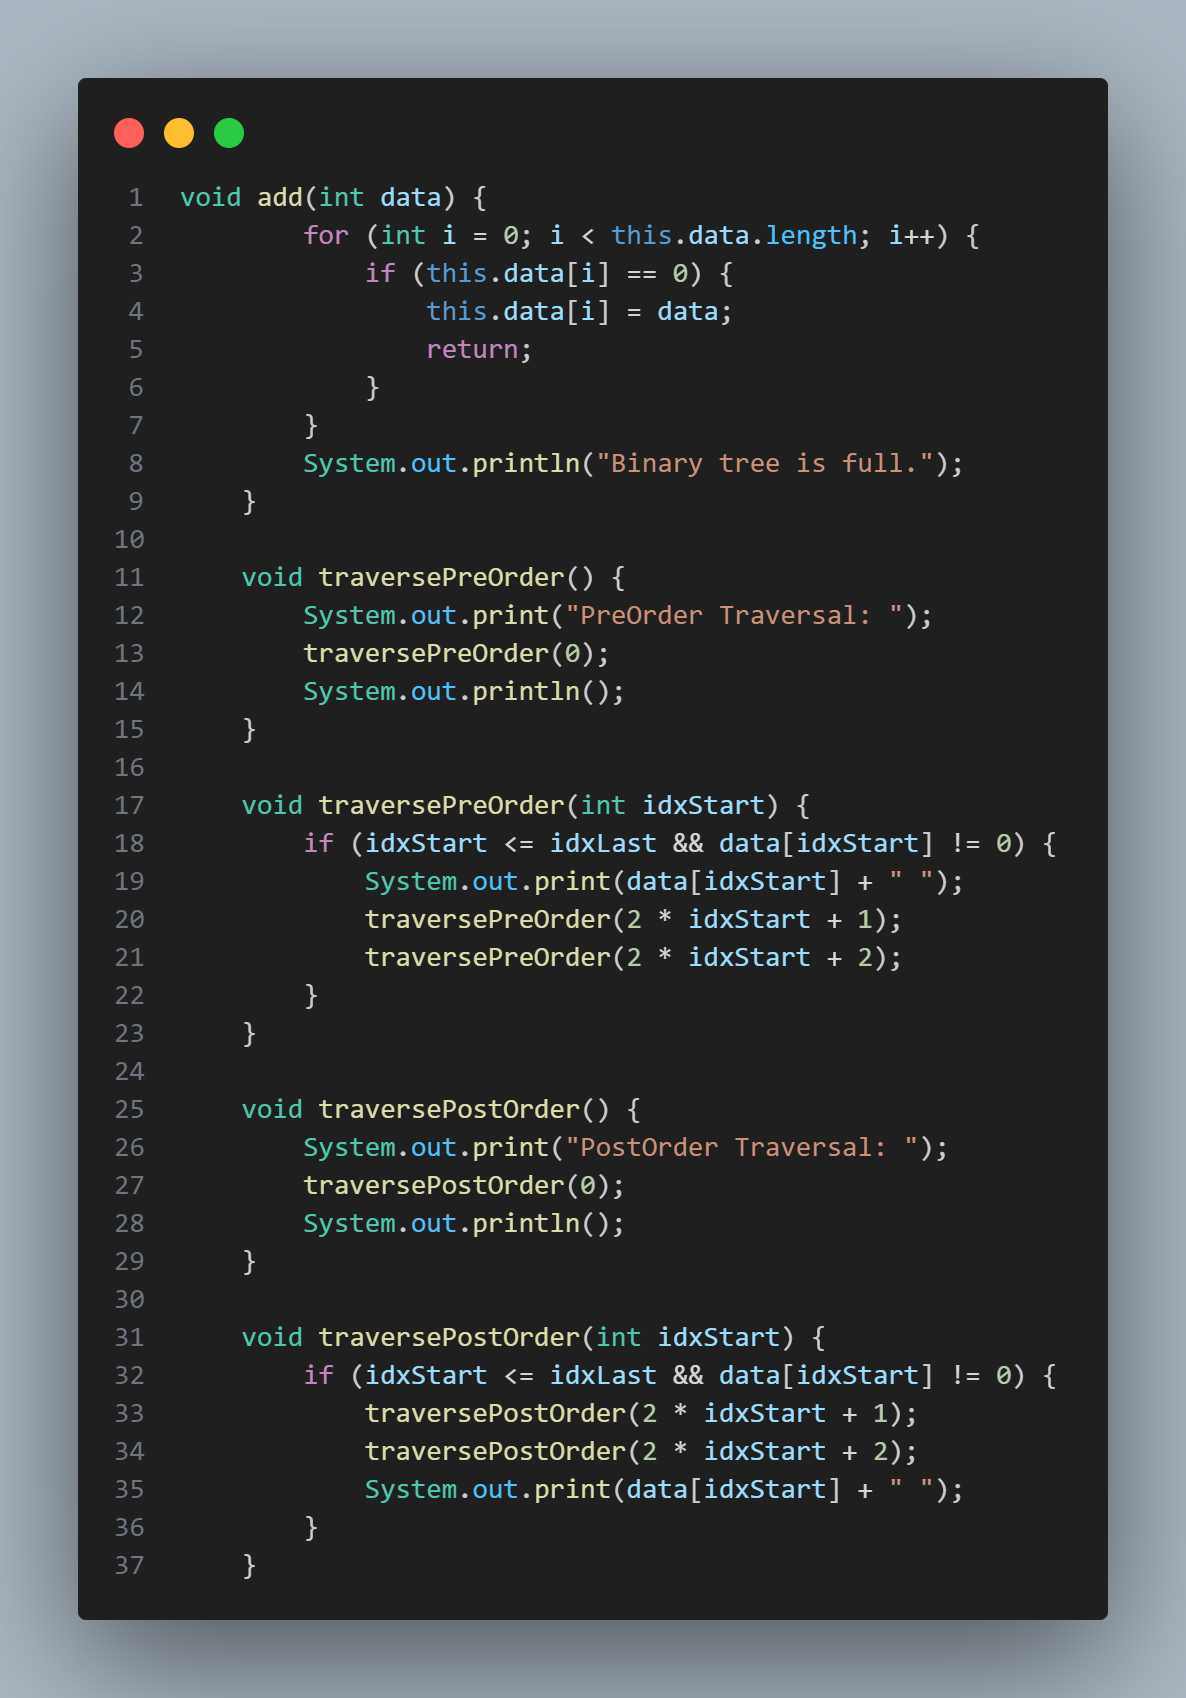 1 void add(int data) {
2         for (int i = 0; i < this.data.length; i++) {
3             if (this.data[i] == 0) {
4                 this.data[i] = data;
5                 return;
6             }
7         }
8         System.out.println("Binary tree is full.");
9     }
10
11     void traversePreOrder() {
12         System.out.print("PreOrder Traversal: ");
13         traversePreOrder(0);
14         System.out.println();
15     }
16
17     void traversePreOrder(int idxStart) {
18         if (idxStart <= idxLast && data[idxStart] != 0) {
19             System.out.print(data[idxStart] + " ");
20             traversePreOrder(2 * idxStart + 1);
21             traversePreOrder(2 * idxStart + 2);
22         }
23     }
24
25     void traversePostOrder() {
26         System.out.print("PostOrder Traversal: ");
27         traversePostOrder(0);
28         System.out.println();
29     }
30
31     void traversePostOrder(int idxStart) {
32         if (idxStart <= idxLast && data[idxStart] != 0) {
33             traversePostOrder(2 * idxStart + 1);
34             traversePostOrder(2 * idxStart + 2);
35             System.out.print(data[idxStart] + " ");
36         }
37     }